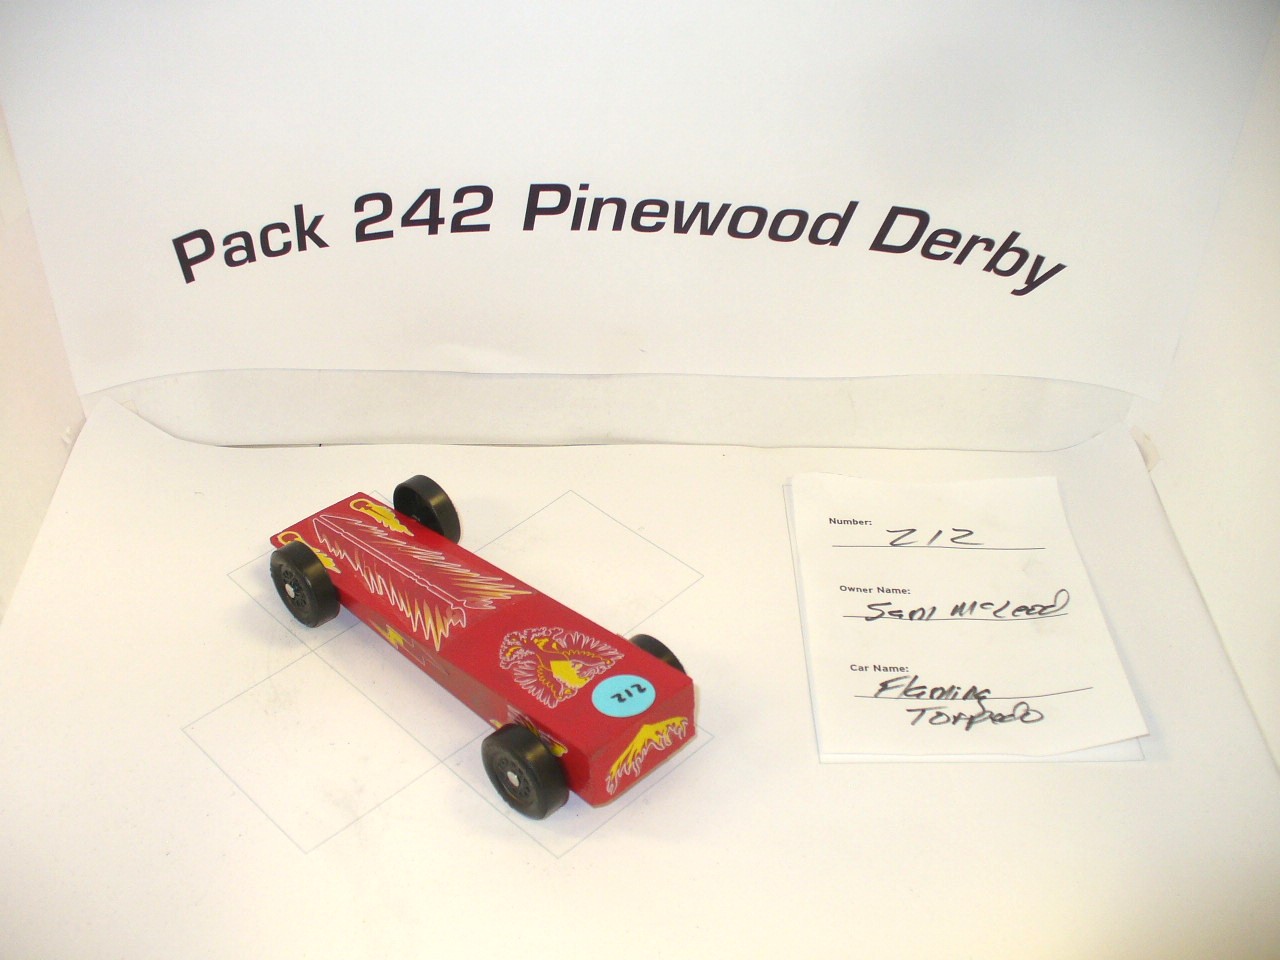 Pack 242 Pinewood Derby
Number: 212
Owner Name: Sam McLeod
Car Name: Flaming
Torpedo
212